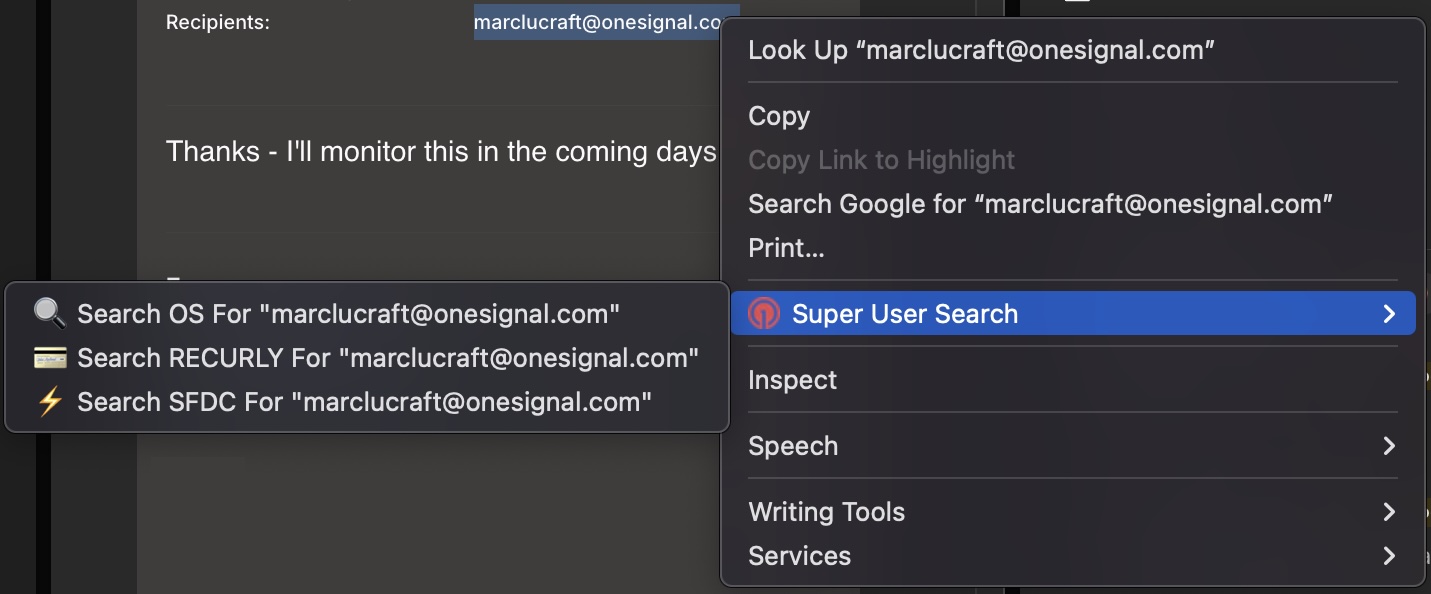 Recipients:
marclucraft@onesignal.co
Thanks - I'll monitor this in the coming days
Look Up “marclucraft@onesignal.com”
Copy
Copy Link to Highlight
Search Google for “marclucraft@onesignal.com”
Print...
Super User Search
🔍 Search OS For "marclucraft@onesignal.com"
💳 Search RECURLY For "marclucraft@onesignal.com"
⚡ Search SFDC For "marclucraft@onesignal.com"
Inspect
Speech
Writing Tools
Services